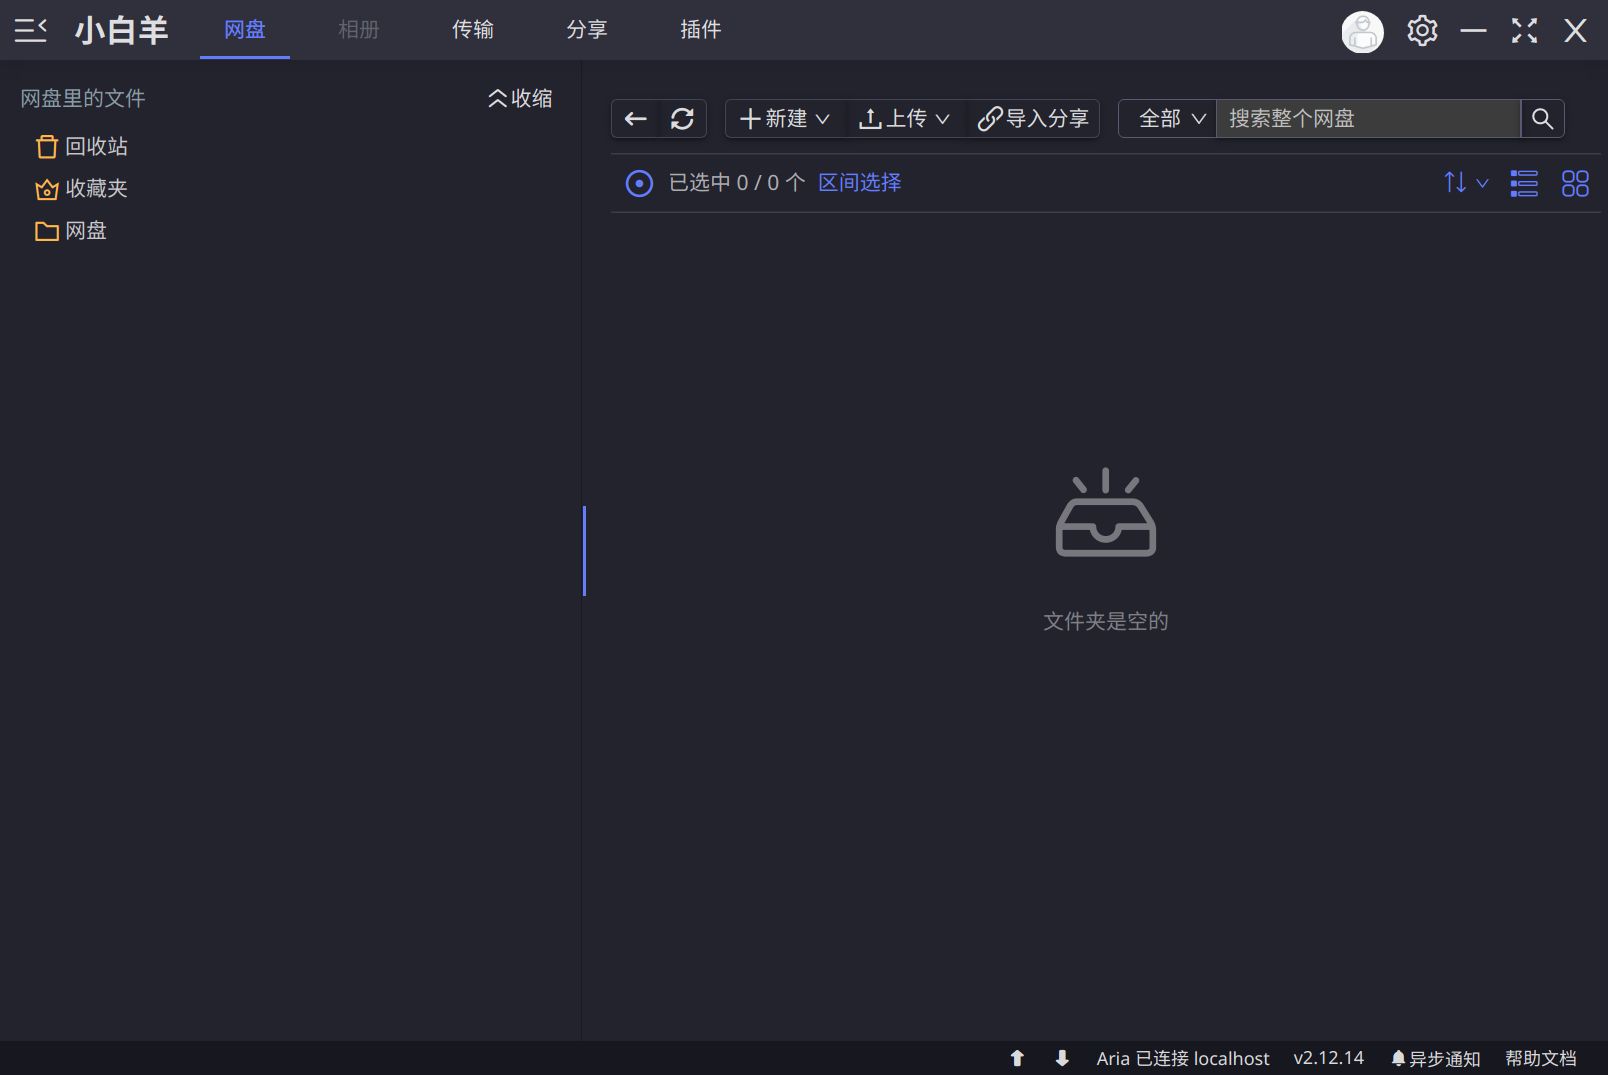 小白羊 网盘 相册 传输 分享 插件
网盘里的文件 收缩
回收站
收藏夹
网盘
新建 上传 导入分享 全部 搜索整个网盘
已选中 0 / 0 个 区间选择
文件夹是空的
Aria 已连接 localhost v2.12.14 异步通知 帮助文档